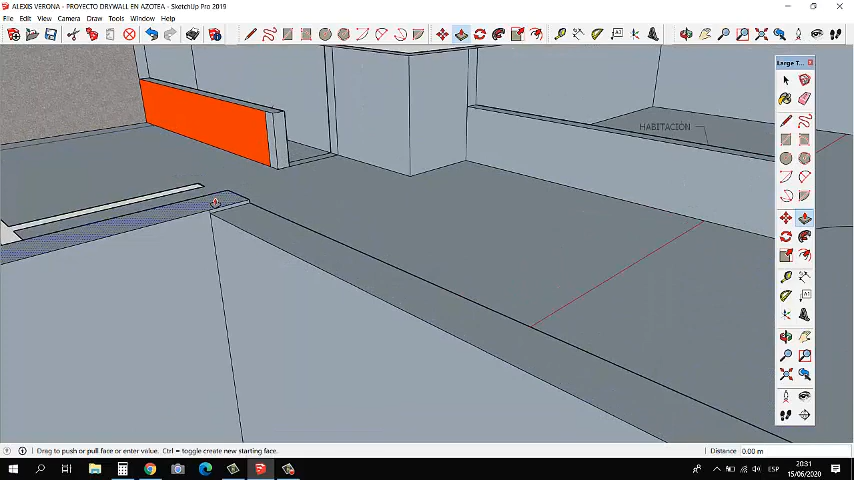 ALEXIS VERONA - PROYECTO DRYWALL EN AZOTEA - SketchUp Pro 2019
File Edit View Camera Draw Tools Window Help
Large T...
HABITACIÓN
Drag to push or pull face or enter value. Ctrl = toggle create new starting face.
Distance 0.00 m
ESP
20:31
15/06/2020